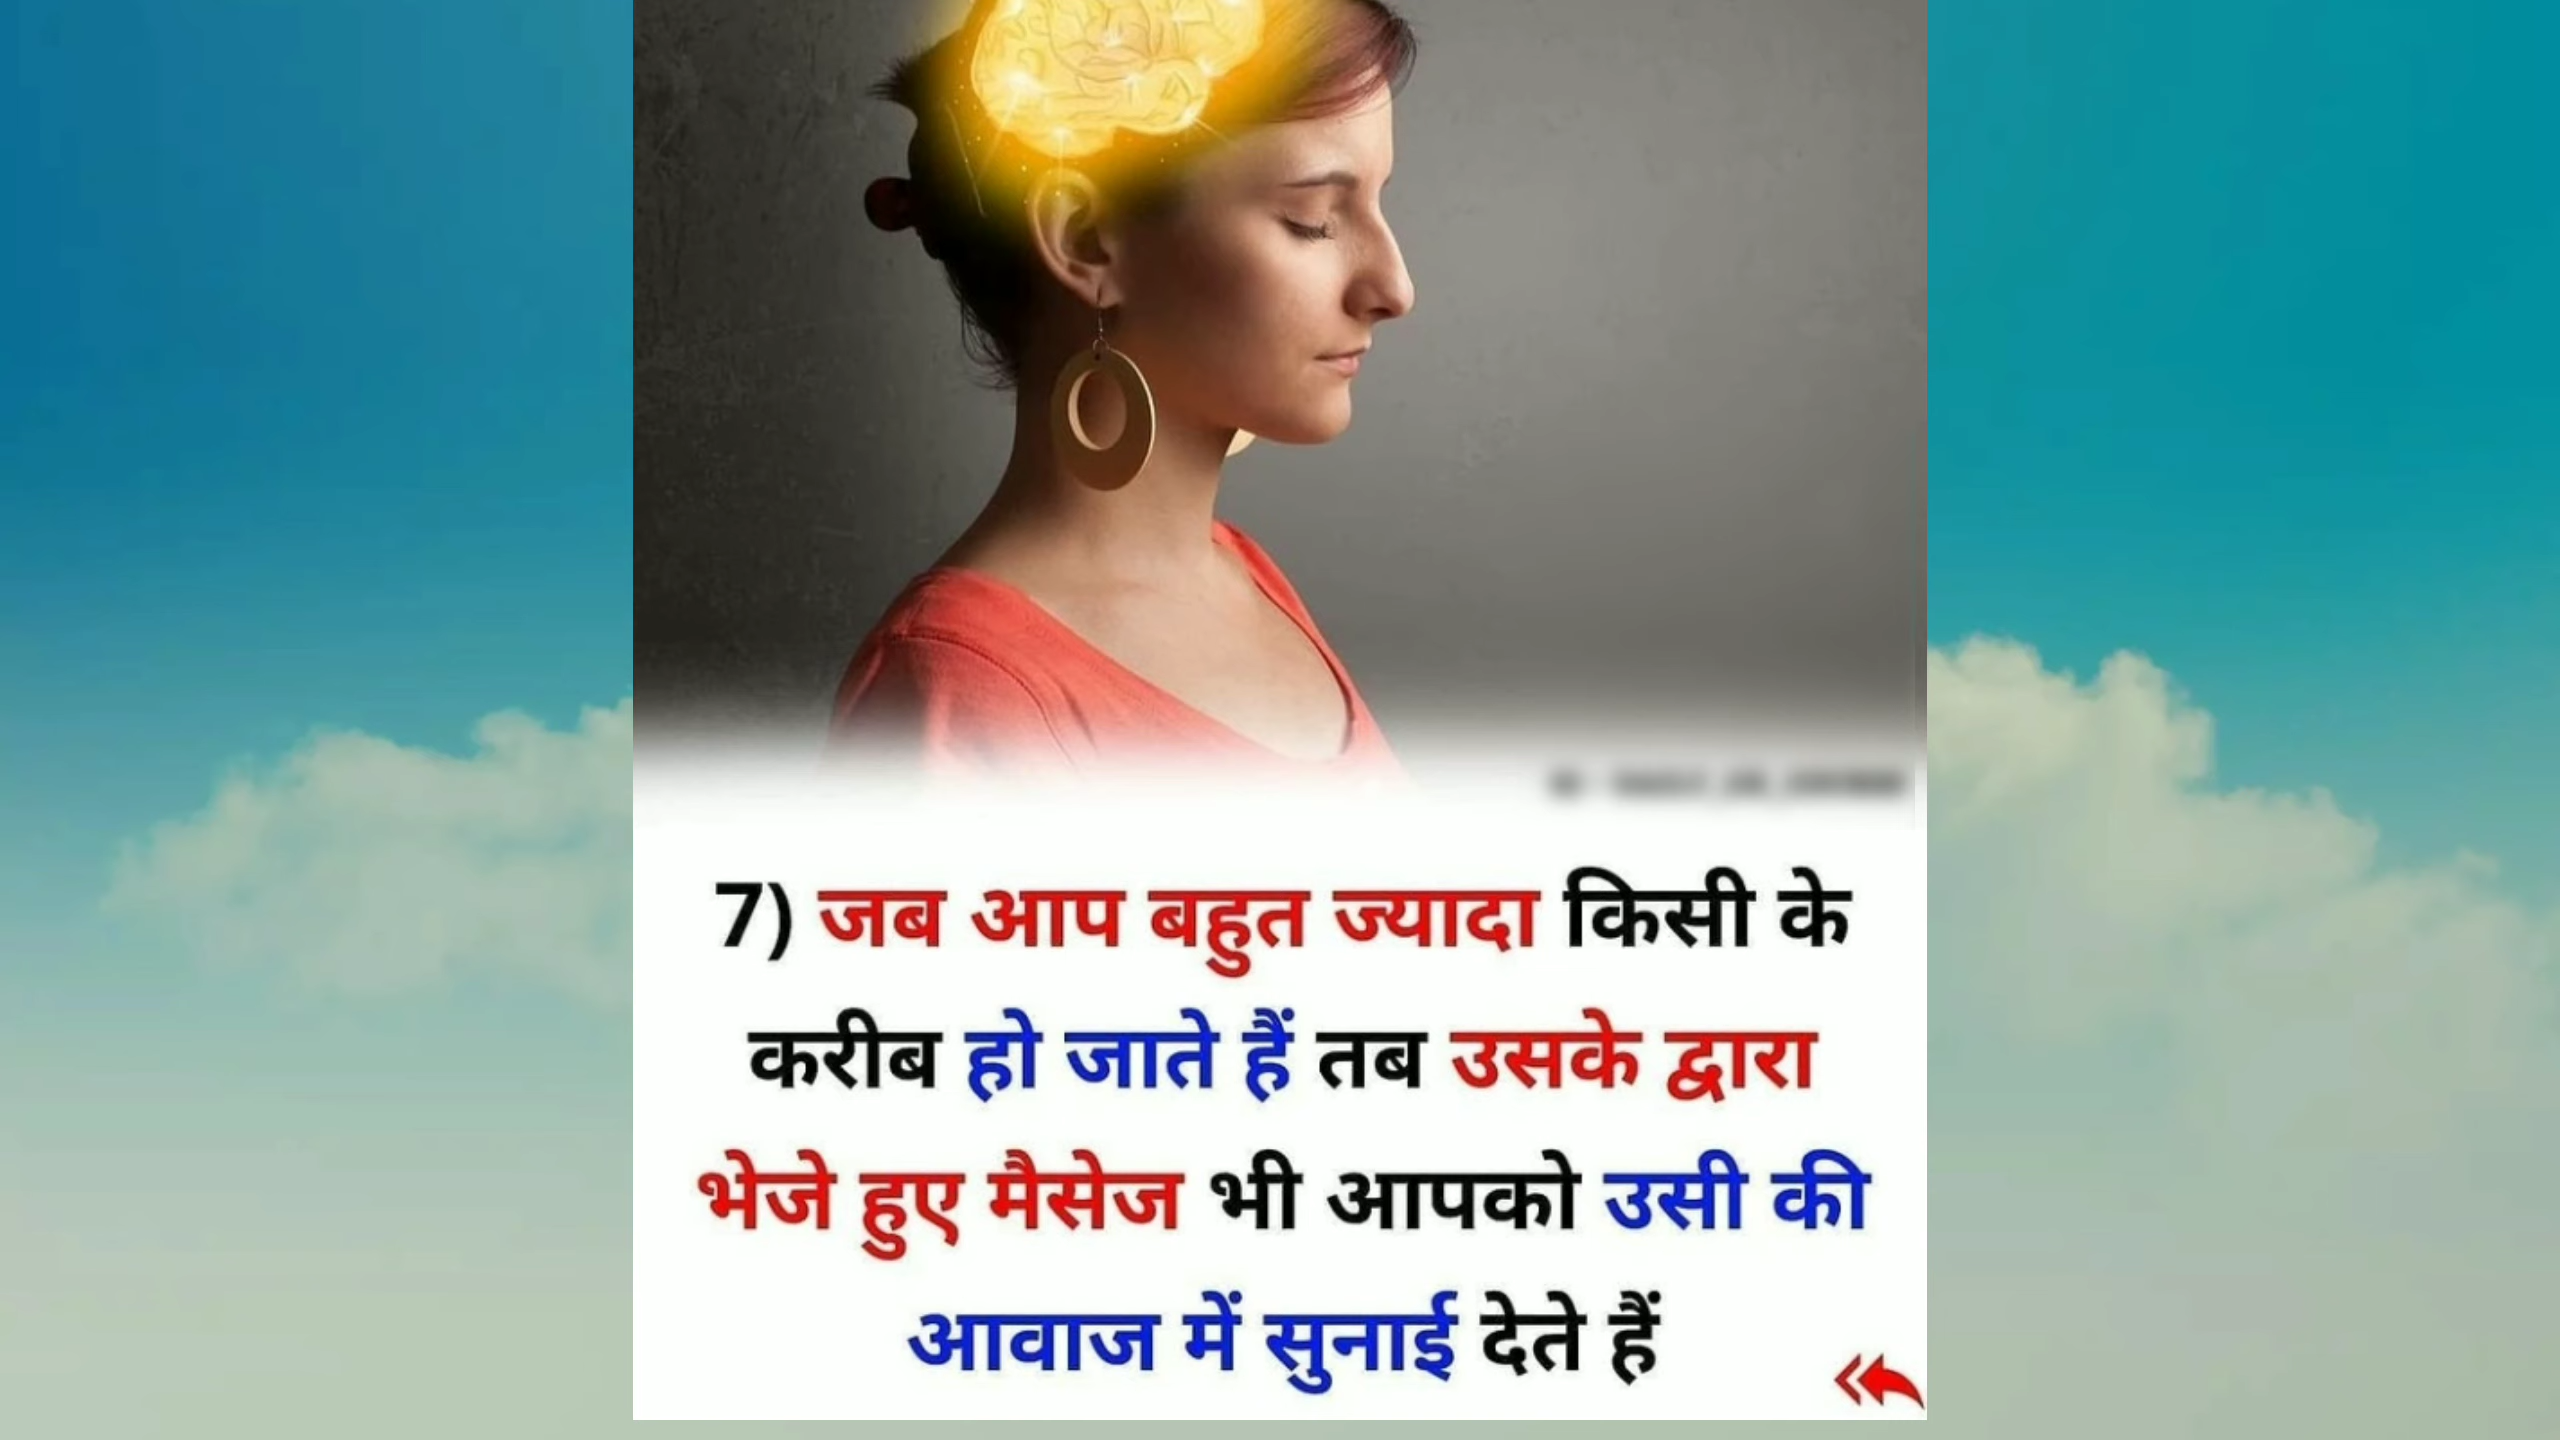 7) जब आप बहुत ज्यादा किसी के
करीब हो जाते हैं तब उसके द्वारा
भेजे हुए मैसेज भी आपको उसी की
आवाज में सुनाई देते हैं